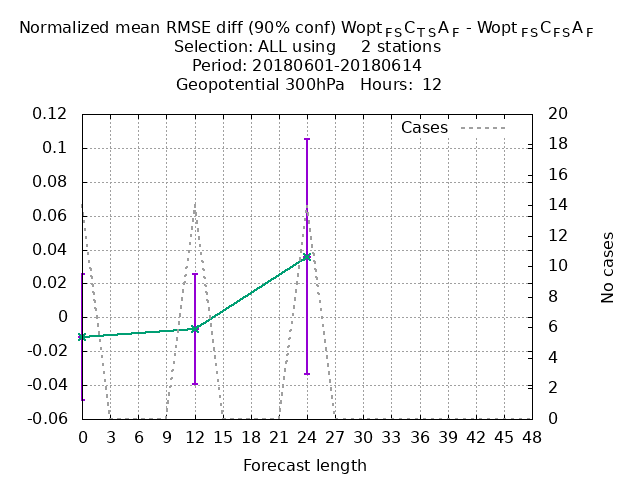 Normalized mean RMSE diff (90% conf) Wopt FS C T S A F - Wopt FS C F S A F
Selection: ALL using 2 stations
Period: 20180601-20180614
Geopotential 300hPa Hours: 12
Cases
0.12
0.1
0.08
0.06
0.04
0.02
0
-0.02
-0.04
-0.06
20
18
16
14
12
10
8
6
4
2
0
No cases
0 3 6 9 12 15 18 21 24 27 30 33 36 39 42 45 48
Forecast length